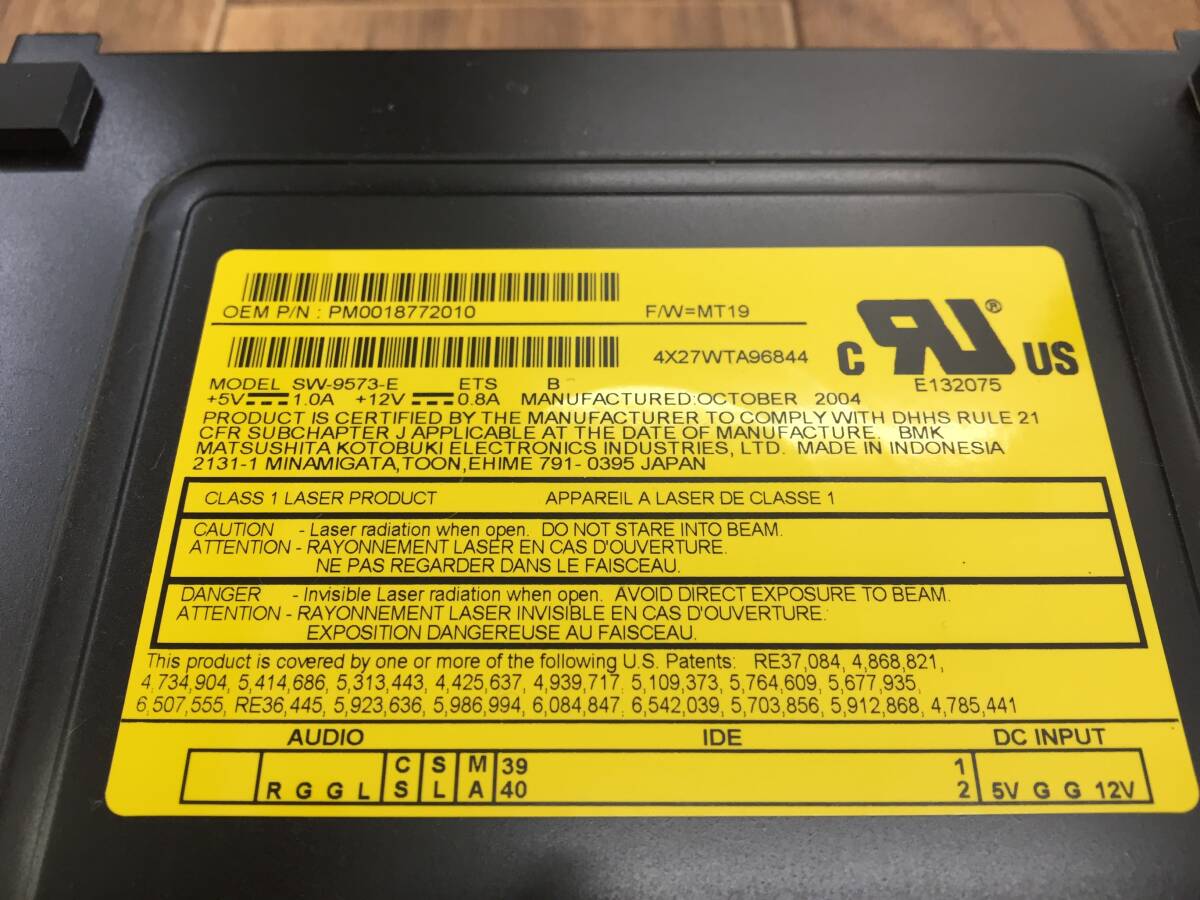 OEM P/N : PM0018772010 F/W=MT19
4X27WTA96844
C RU ® US
E132075
MODEL SW-9573-E ETS B
+5V 1.0A +12V 0.8A MANUFACTURED:OCTOBER 2004
PRODUCT IS CERTIFIED BY THE MANUFACTURER TO COMPLY WITH DHHS RULE 21
CFR SUBCHAPTER J APPLICABLE AT THE DATE OF MANUFACTURE. BMK
MATSUSHITA KOTOBUKI ELECTRONICS INDUSTRIES, LTD. MADE IN INDONESIA
2131-1 MINAMIGATA,TOON,EHIME 791- 0395 JAPAN
CLASS 1 LASER PRODUCT APPAREIL A LASER DE CLASSE 1
CAUTION - Laser radiation when open. DO NOT STARE INTO BEAM.
ATTENTION - RAYONNEMENT LASER EN CAS D'OUVERTURE.
NE PAS REGARDER DANS LE FAISCEAU.
DANGER - Invisible Laser radiation when open. AVOID DIRECT EXPOSURE TO BEAM.
ATTENTION - RAYONNEMENT LASER INVISIBLE EN CAS D'OUVERTURE.
EXPOSITION DANGEREUSE AU FAISCEAU.
This product is covered by one or more of the following U.S. Patents: RE37,084, 4,868,821,
4,734,904, 5,414,686, 5,313,443, 4,425,637, 4,939,717, 5,109,373, 5,764,609, 5,677,935,
6,507,555, RE36,445, 5,923,636, 5,986,994, 6,084,847, 6,542,039, 5,703,856, 5,912,868, 4,785,441
AUDIO IDE DC INPUT
C S M 39 1
R G G L S L A 40 2 5V G G 12V